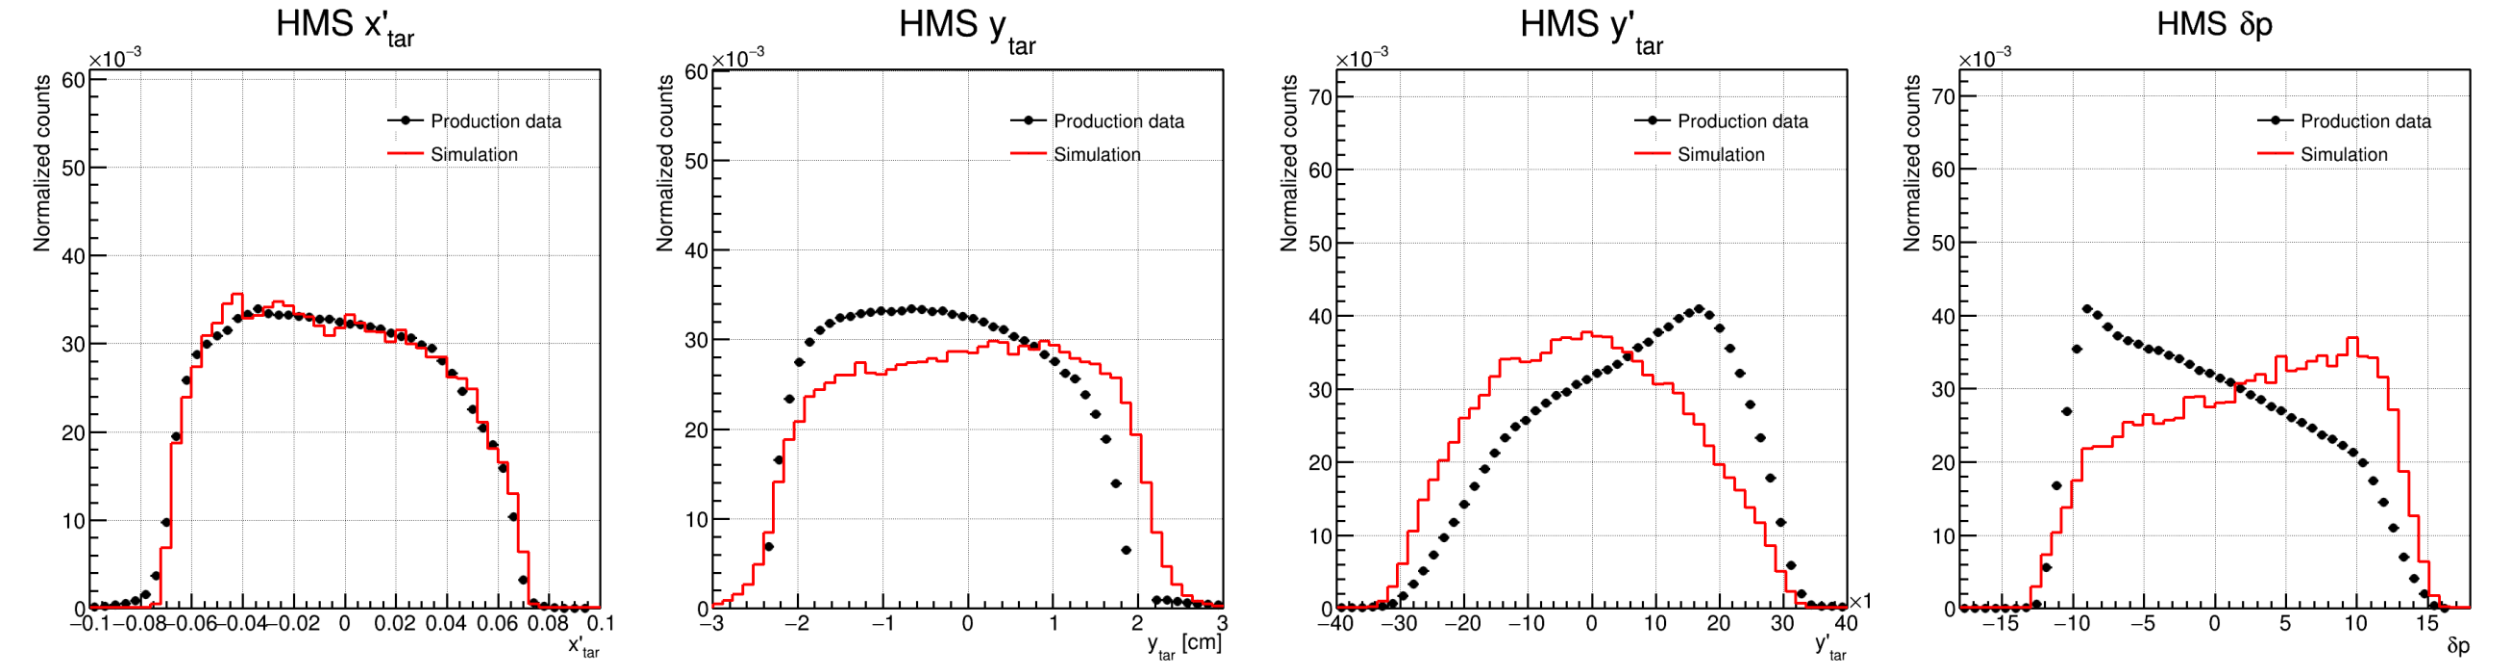 HMS x'tar
×10−3
Normalized counts
60
50
40
30
20
10
0
Production data
Simulation
−0.1 −0.08 −0.06 −0.04 −0.02 0 0.02 0.04 0.06 0.08 0.1
x'tar
HMS ytar
×10−3
Normalized counts
60
50
40
30
20
10
0
Production data
Simulation
−3 −2 −1 0 1 2 3
ytar [cm]
HMS y'tar
×10−3
Normalized counts
70
60
50
40
30
20
10
0
Production data
Simulation
×1
−40 −30 −20 −10 0 10 20 30 40
y'tar
HMS δp
×10−3
Normalized counts
70
60
50
40
30
20
10
0
Production data
Simulation
−15 −10 −5 0 5 10 15
δp